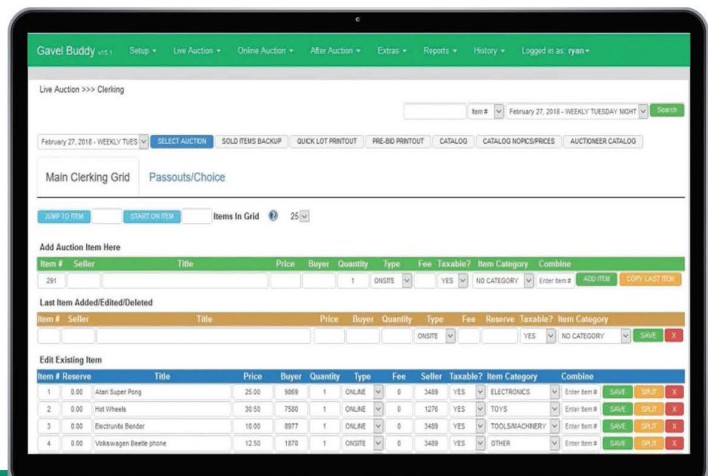 Gavel Buddy v15.1 Setup Live Auction Online Auction After Auction Extras Reports History Logged in as: ryan
Live Auction >>> Clerking
Item # February 27, 2018 - WEEKLY TUESDAY NIGHT Search
February 27, 2018 - WEEKLY TUES SELECT AUCTION SOLD ITEMS BACKUP QUICK LOT PRINTOUT PRE-BID PRINTOUT CATALOG CATALOG NOPICS/PRICES AUCTIONEER CATALOG
Main Clerking Grid Passouts/Choice
JUMP TO ITEM START ON ITEM Items In Grid ? 25
Add Auction Item Here
Item # Seller Title Price Buyer Quantity Type Fee Taxable? Item Category Combine
291 1 ONSITE YES NO CATEGORY Enter Item # ADD ITEM COPY LAST ITEM
Last Item Added/Edited/Deleted
Item # Seller Title Price Buyer Quantity Type Fee Reserve Taxable? Item Category
ONSITE YES NO CATEGORY SAVE X
Edit Existing Item
Item # Reserve Title Price Buyer Quantity Type Fee Seller Taxable? Item Category Combine
1 0.00 Atari Super Pong 25.00 9069 1 ONLINE 0 3489 YES ELECTRONICS Enter Item # SAVE SPLIT X
2 0.00 Hot Wheels 30.50 7580 1 ONLINE 0 1276 YES TOYS Enter Item # SAVE SPLIT X
3 0.00 Electrunite Bender 10.00 8977 1 ONLINE 0 3489 YES TOOLS/MACHINERY Enter Item # SAVE SPLIT X
4 0.00 Volkswagen Beetle phone 12.50 1870 1 ONSITE 0 3489 YES OTHER Enter Item # SAVE SPLIT X